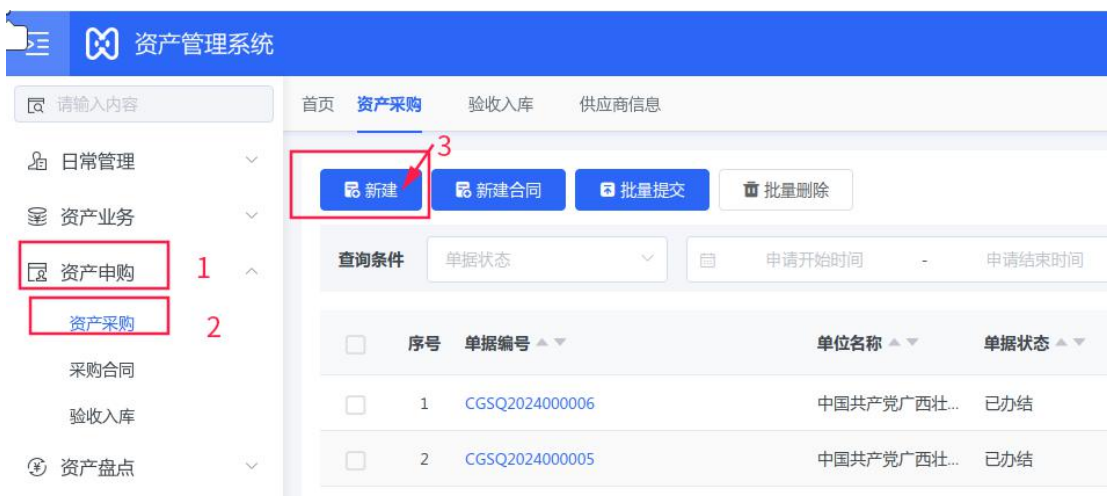 资产管理系统
请输入内容
首页 资产采购 验收入库 供应商信息
日常管理
资产业务
资产申购 1
资产采购 2
采购合同
验收入库
资产盘点
3
新建 新建合同 批量提交 批量删除
查询条件 单据状态 申请开始时间 - 申请结束时间
序号 单据编号 单位名称 单据状态
1 CGSQ2024000006 中国共产党广西壮... 已办结
2 CGSQ2024000005 中国共产党广西壮... 已办结